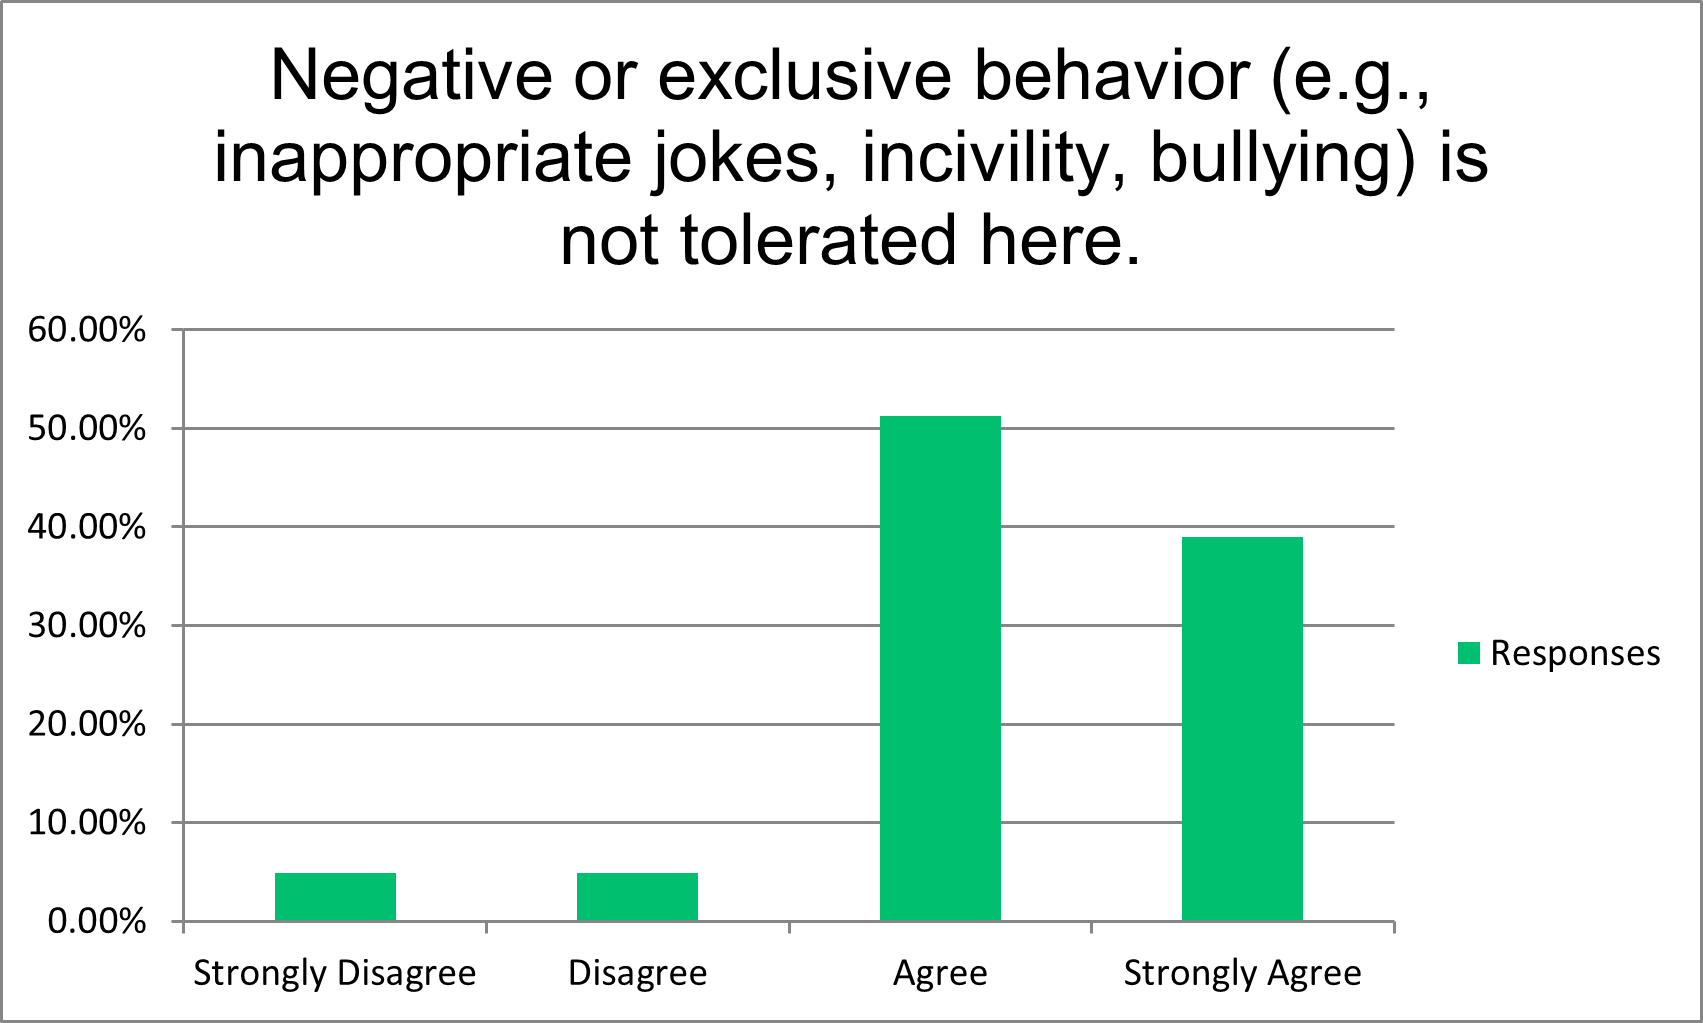 Negative or exclusive behavior (e.g.,
inappropriate jokes, incivility, bullying) is
not tolerated here.
60.00%
50.00%
40.00%
30.00%
20.00%
10.00%
0.00%
Strongly Disagree Disagree Agree Strongly Agree
Responses